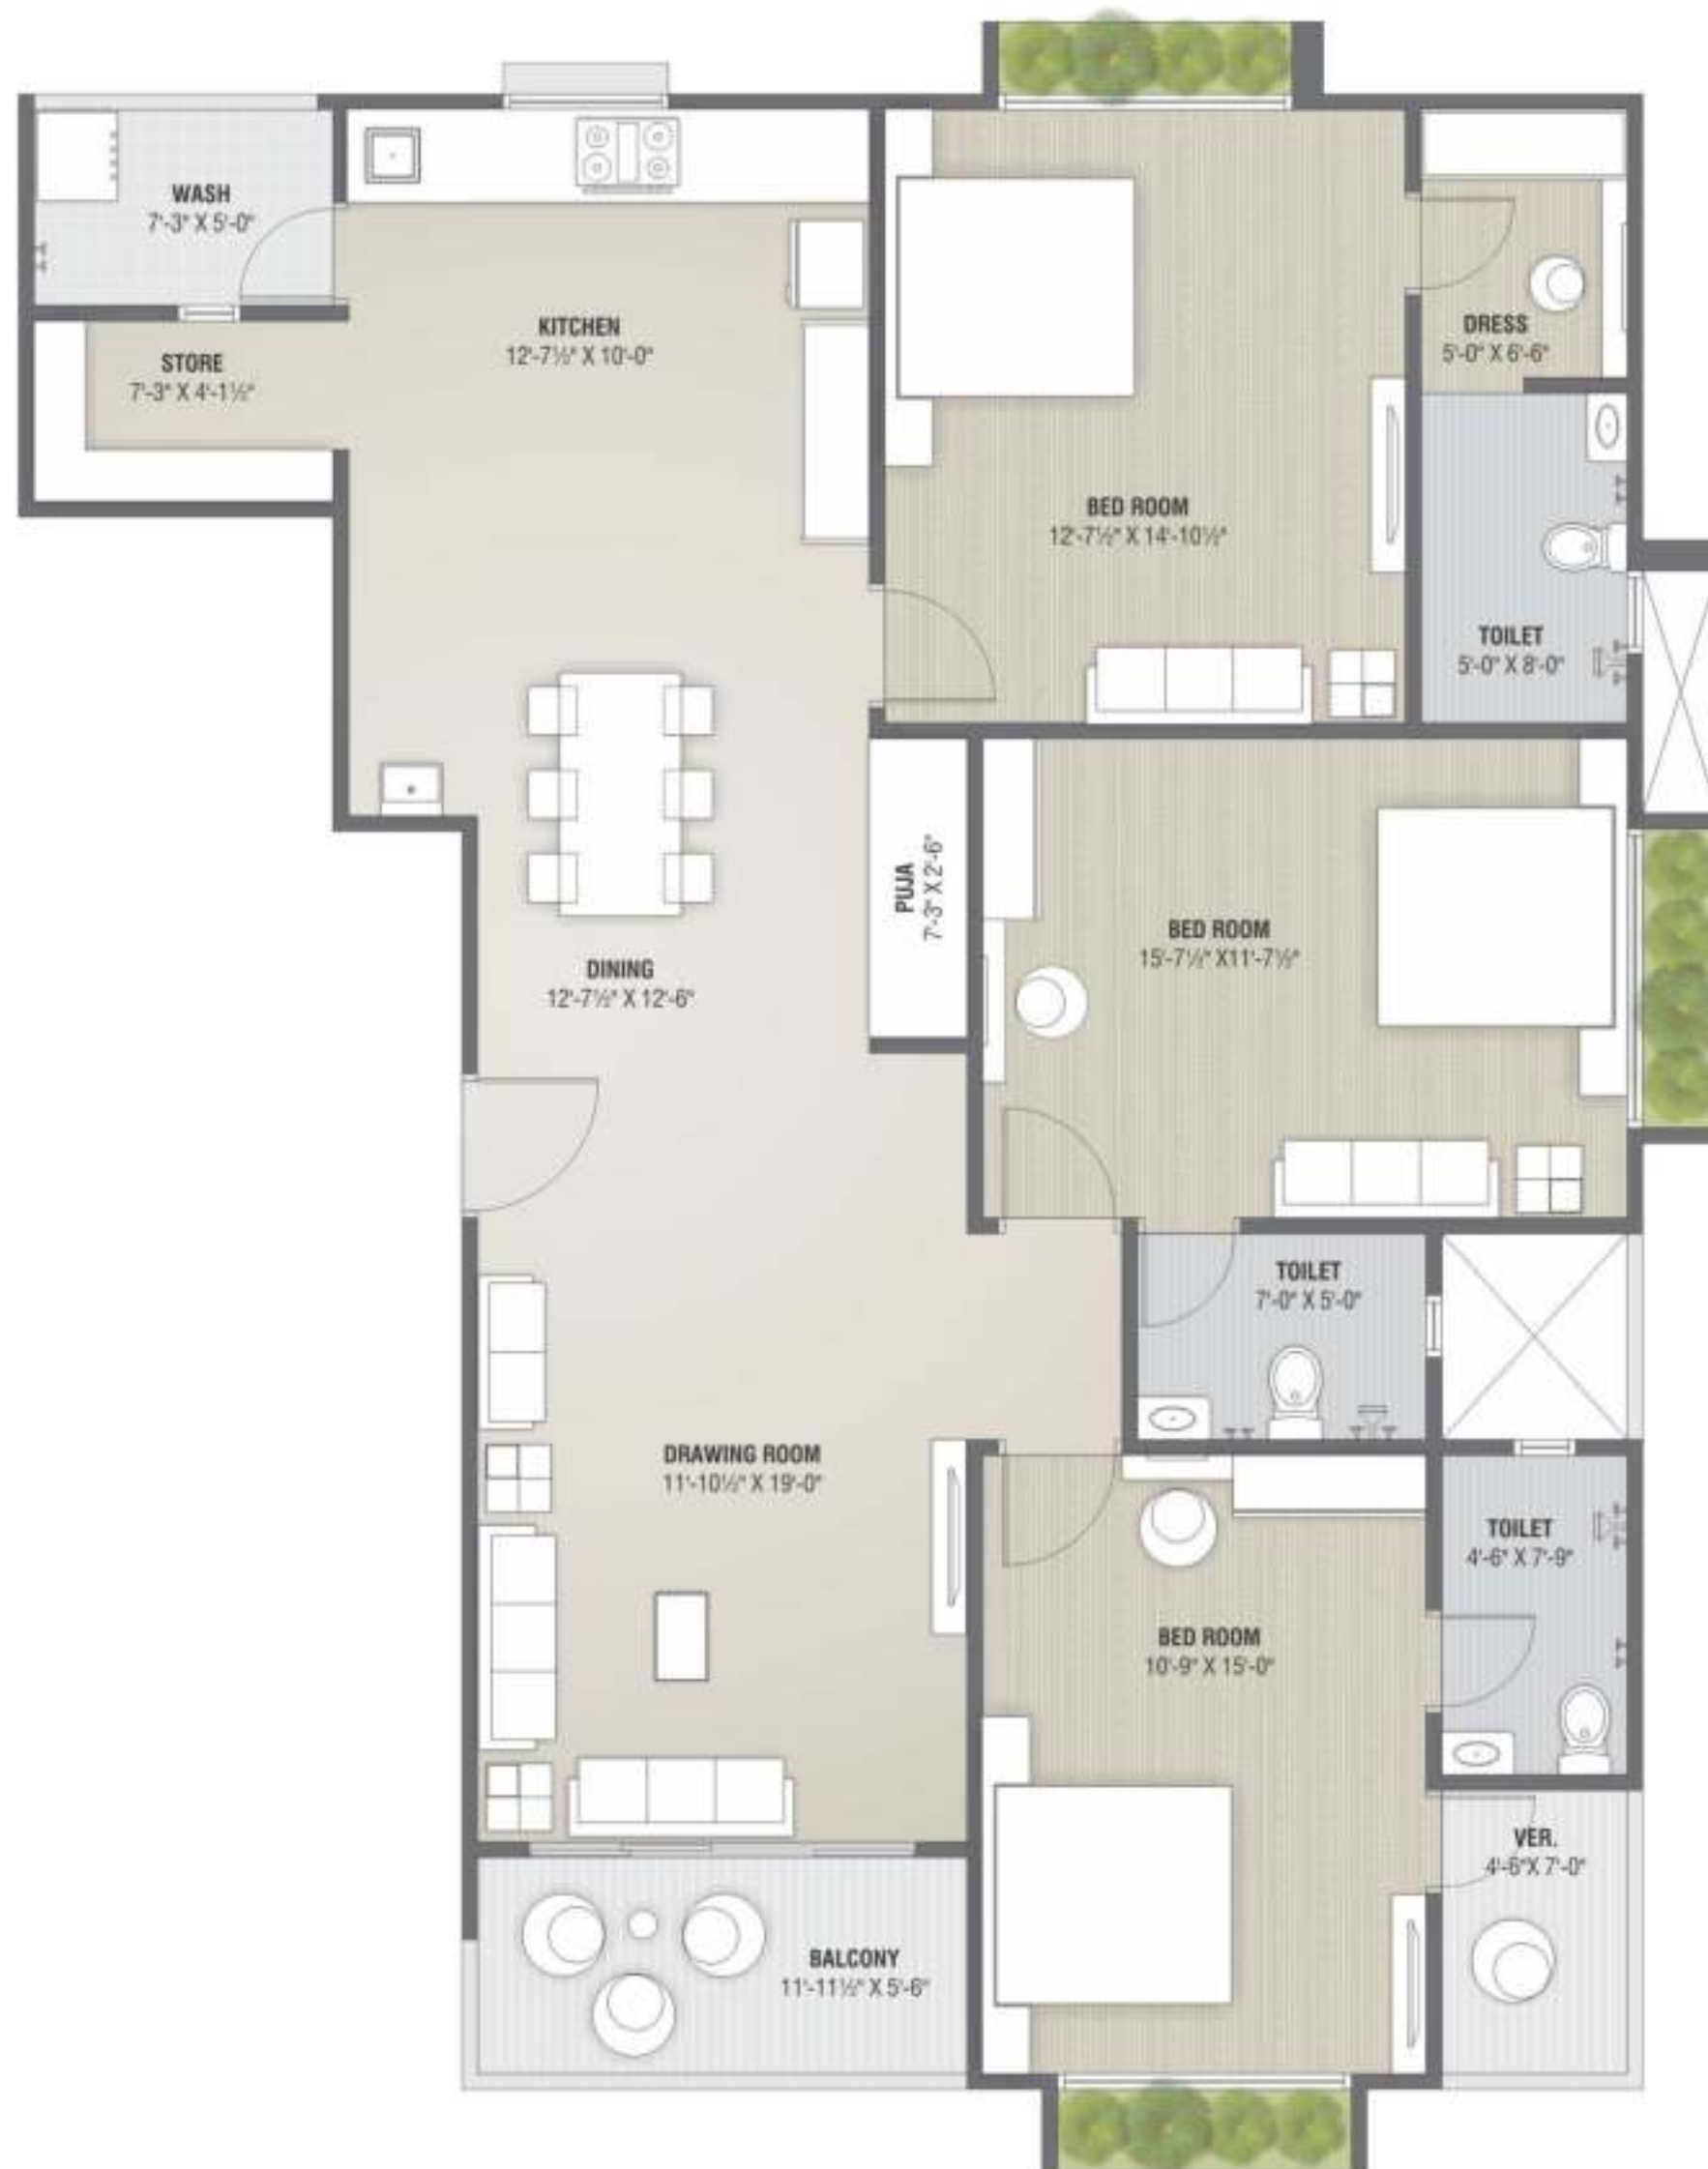 WASH
7'-3" X 5'-0"
STORE
7'-3" X 4'-1½"
KITCHEN
12'-7½" X 10'-0"
DRESS
5'-0" X 6'-6"
BED ROOM
12'-7½" X 14'-10½"
TOILET
5'-0" X 8'-0"
PUJA
7'-3" X 2'-6"
BED ROOM
15'-7½" X11'-7½"
DINING
12'-7½" X 12'-6"
TOILET
7'-0" X 5'-0"
DRAWING ROOM
11'-10½" X 19'-0"
TOILET
4'-6" X 7'-9"
BED ROOM
10'-9" X 15'-0"
VER.
4'-6"X 7'-0"
BALCONY
11'-11½" X 5'-6"